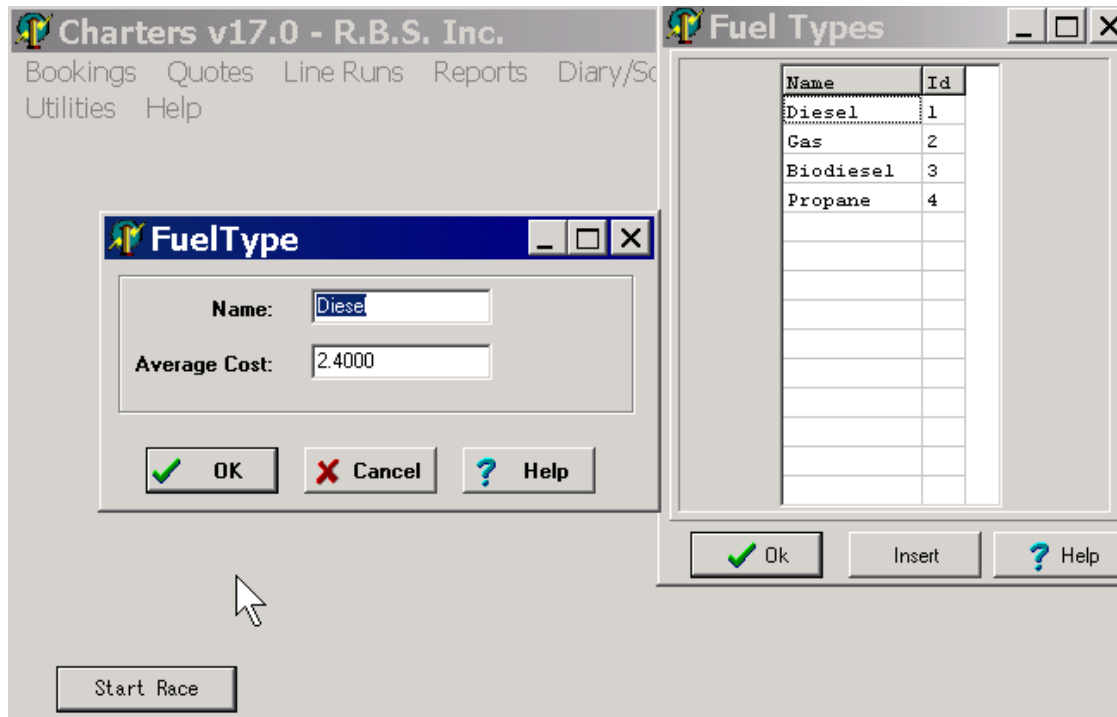 Charters v17.0 - R.B.S. Inc.
Bookings Quotes Line Runs Reports Diary/Sc
Utilities Help
Fuel Types
Name Id
Diesel 1
Gas 2
Biodiesel 3
Propane 4
Ok Insert Help
FuelType
Name: Diesel
Average Cost: 2.4000
OK Cancel Help
Start Race